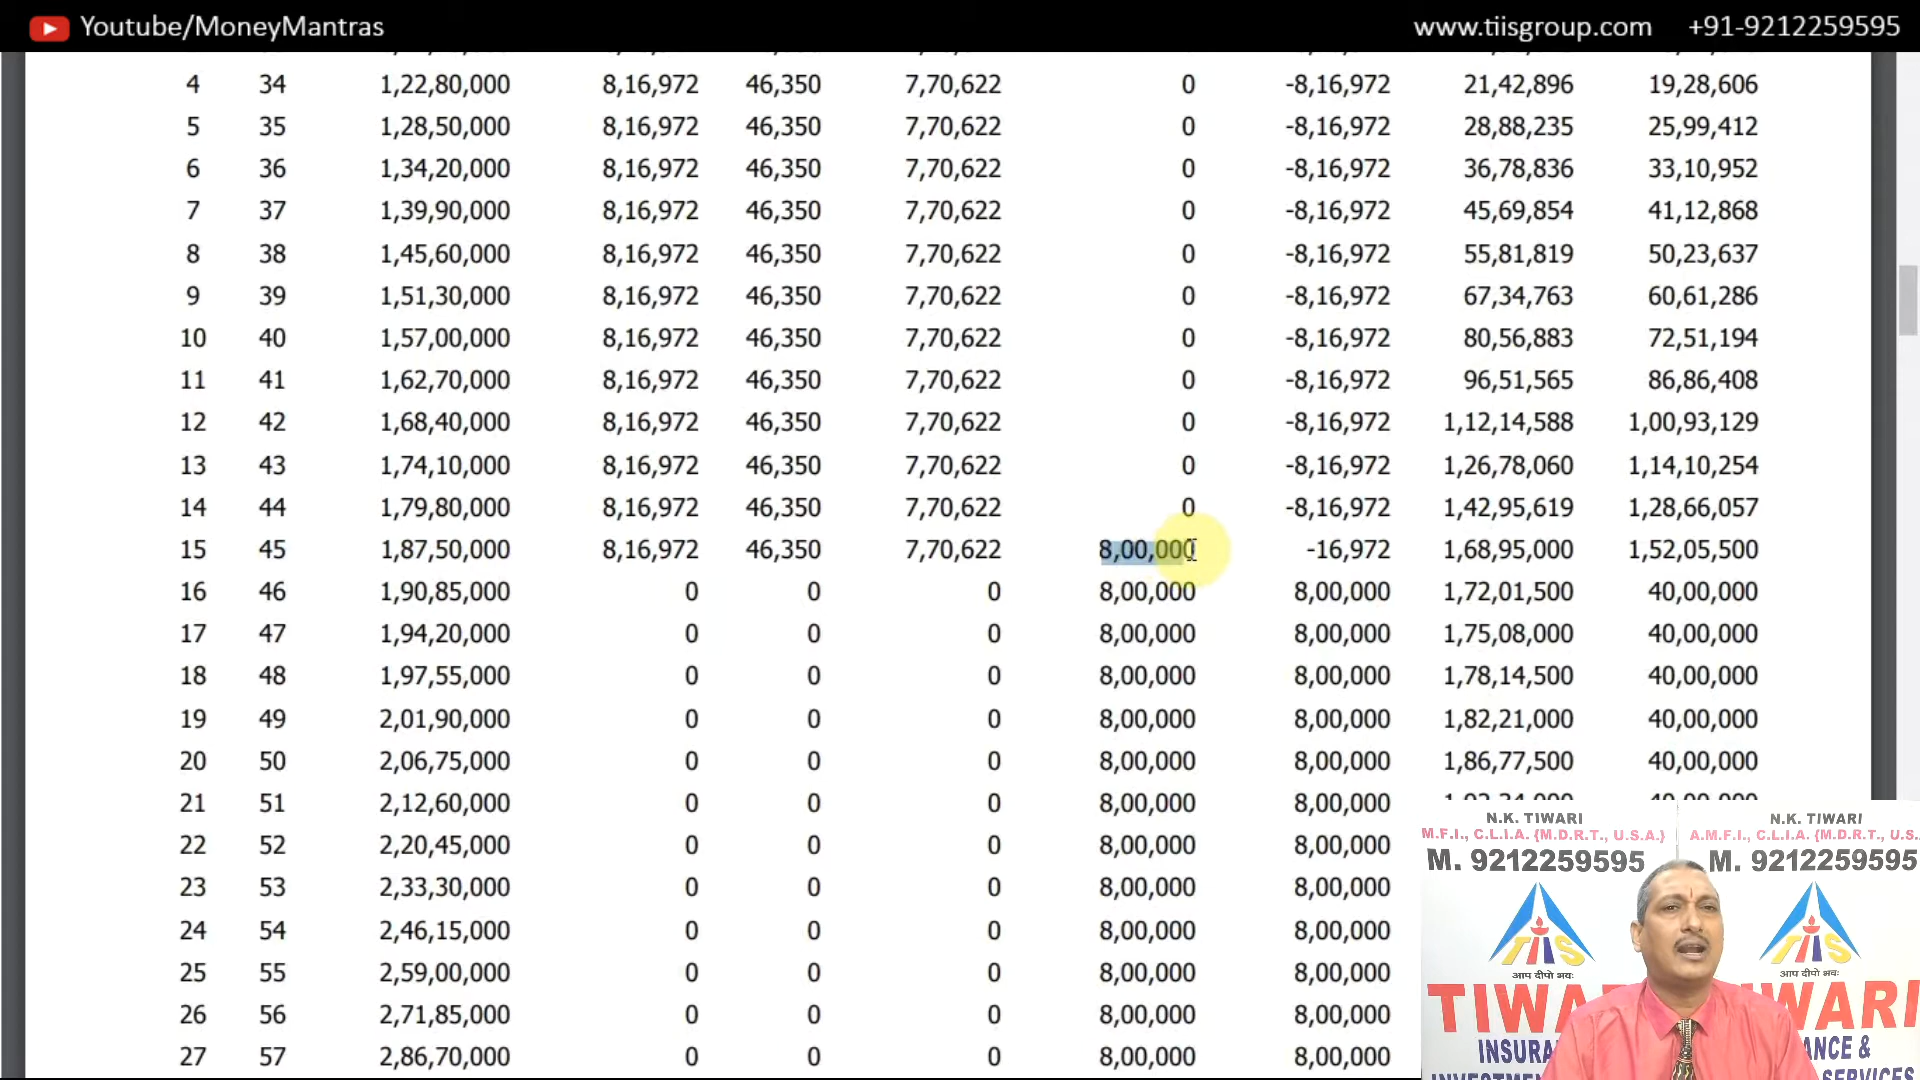 Youtube/MoneyMantras www.tiisgroup.com +91-9212259595
4 34 1,22,80,000 8,16,972 46,350 7,70,622 0 -8,16,972 21,42,896 19,28,606
5 35 1,28,50,000 8,16,972 46,350 7,70,622 0 -8,16,972 28,88,235 25,99,412
6 36 1,34,20,000 8,16,972 46,350 7,70,622 0 -8,16,972 36,78,836 33,10,952
7 37 1,39,90,000 8,16,972 46,350 7,70,622 0 -8,16,972 45,69,854 41,12,868
8 38 1,45,60,000 8,16,972 46,350 7,70,622 0 -8,16,972 55,81,819 50,23,637
9 39 1,51,30,000 8,16,972 46,350 7,70,622 0 -8,16,972 67,34,763 60,61,286
10 40 1,57,00,000 8,16,972 46,350 7,70,622 0 -8,16,972 80,56,883 72,51,194
11 41 1,62,70,000 8,16,972 46,350 7,70,622 0 -8,16,972 96,51,565 86,86,408
12 42 1,68,40,000 8,16,972 46,350 7,70,622 0 -8,16,972 1,12,14,588 1,00,93,129
13 43 1,74,10,000 8,16,972 46,350 7,70,622 0 -8,16,972 1,26,78,060 1,14,10,254
14 44 1,79,80,000 8,16,972 46,350 7,70,622 0 -8,16,972 1,42,95,619 1,28,66,057
15 45 1,87,50,000 8,16,972 46,350 7,70,622 8,00,000 -16,972 1,68,95,000 1,52,05,500
16 46 1,90,85,000 0 0 0 8,00,000 8,00,000 1,72,01,500 40,00,000
17 47 1,94,20,000 0 0 0 8,00,000 8,00,000 1,75,08,000 40,00,000
18 48 1,97,55,000 0 0 0 8,00,000 8,00,000 1,78,14,500 40,00,000
19 49 2,01,90,000 0 0 0 8,00,000 8,00,000 1,82,21,000 40,00,000
20 50 2,06,75,000 0 0 0 8,00,000 8,00,000 1,86,77,500 40,00,000
21 51 2,12,60,000 0 0 0 8,00,000 8,00,000
22 52 2,20,45,000 0 0 0 8,00,000 8,00,000
23 53 2,33,30,000 0 0 0 8,00,000 8,00,000
24 54 2,46,15,000 0 0 0 8,00,000 8,00,000
25 55 2,59,00,000 0 0 0 8,00,000 8,00,000
26 56 2,71,85,000 0 0 0 8,00,000 8,00,000
27 57 2,86,70,000 0 0 0 8,00,000 8,00,000
N.K. TIWARI N.K. TIWARI
M.F.I., C.L.I.A. {M.D.R.T., U.S.A.} A.M.F.I., C.L.I.A. {M.D.R.T., U.S.
M. 9212259595 M. 9212259595
TIIS TIIS
आप दीपो भवः आप दीपो भवः
TIWA WARI
INSURA ANCE &
SERVICES